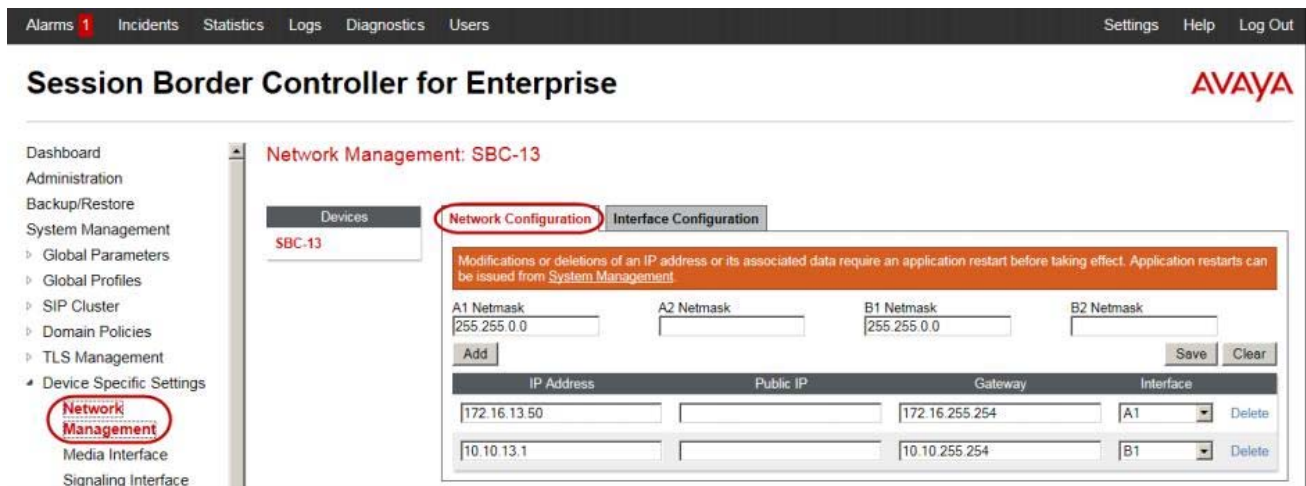 Alarms 1 Incidents Statistics Logs Diagnostics Users Settings Help Log Out
Session Border Controller for Enterprise
AVAYA
Dashboard
Administration
Backup/Restore
System Management
Global Parameters
Global Profiles
SIP Cluster
Domain Policies
TLS Management
Device Specific Settings
Network
Management
Media Interface
Signaling Interface
Network Management: SBC-13
Devices
SBC-13
Network Configuration Interface Configuration
Modifications or deletions of an IP address or its associated data require an application restart before taking effect. Application restarts can
be issued from System Management.
A1 Netmask A2 Netmask B1 Netmask B2 Netmask
255.255.0.0 255.255.0.0
Add Save Clear
IP Address Public IP Gateway Interface
172.16.13.50 172.16.255.254 A1 Delete
10.10.13.1 10.10.255.254 B1 Delete